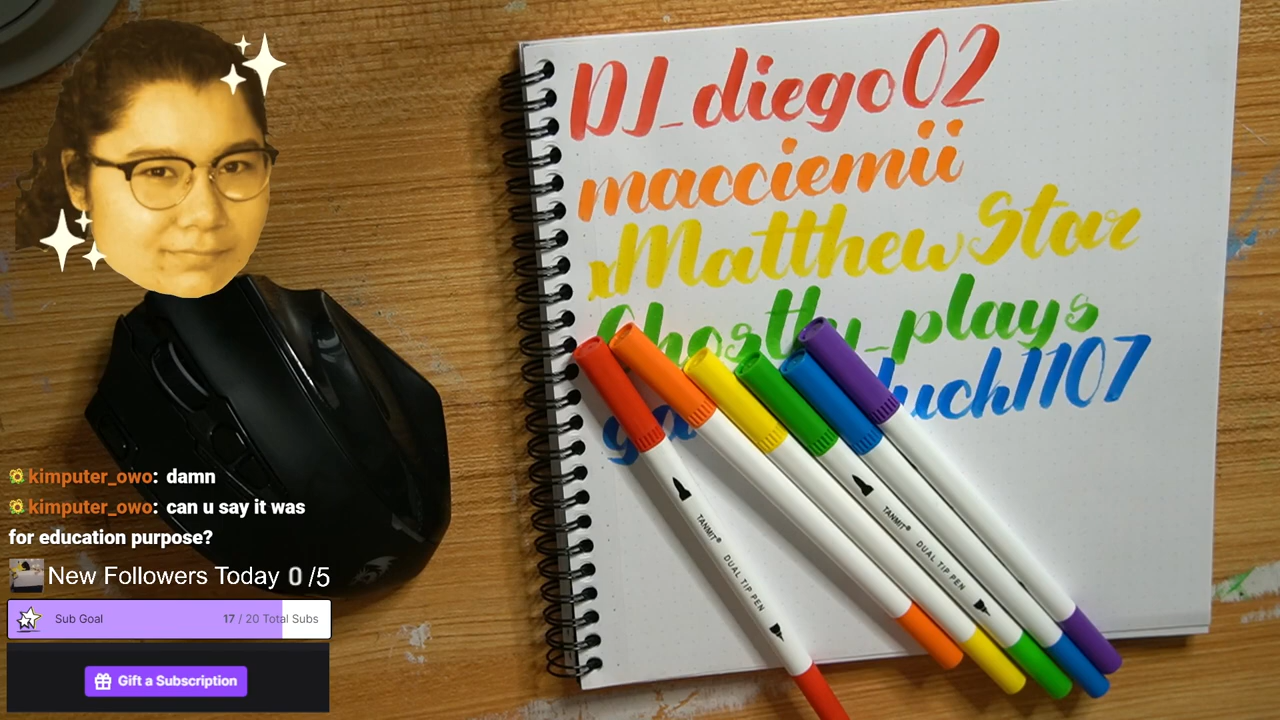 DJ_diego02
macciemii
xMatthewStar
Ghostly_plays
uch1107
TANMIT® DUAL TIP PEN
TANMIT® DUAL TIP PEN
kimputer_owo: damn
kimputer_owo: can u say it was
for education purpose?
New Followers Today 0 /5
Sub Goal 17 / 20 Total Subs
Gift a Subscription